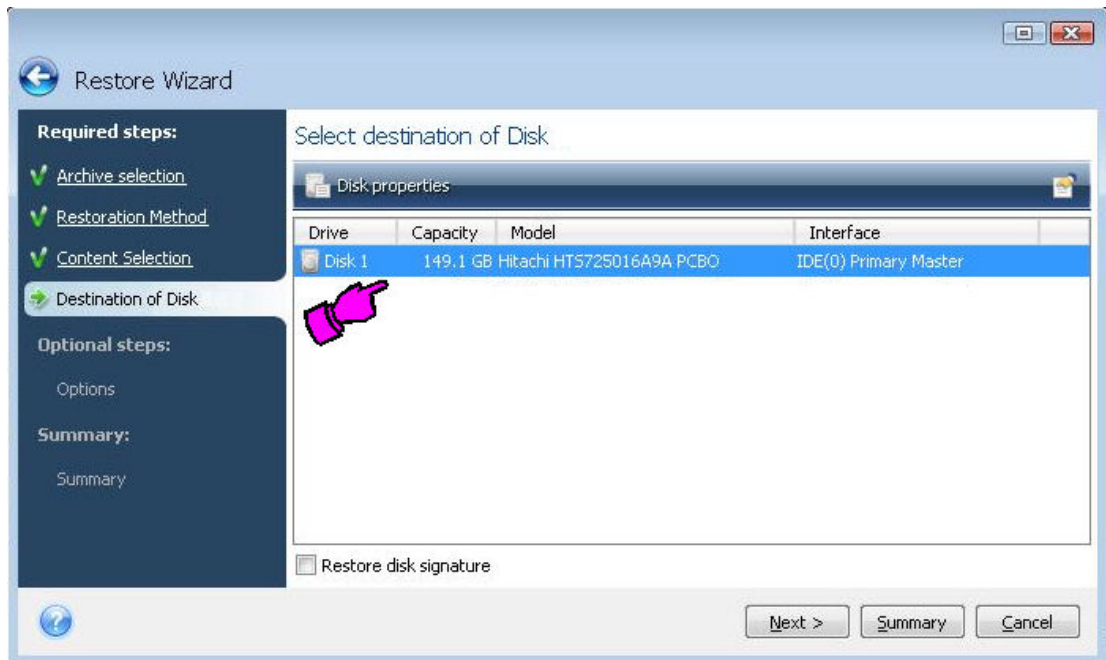 Restore Wizard
Required steps:
Archive selection
Restoration Method
Content Selection
Destination of Disk
Optional steps:
Options
Summary:
Summary
Select destination of Disk
Disk properties
Drive Capacity Model Interface
Disk 1 149.1 GB Hitachi HTS725016A9A PCBO IDE(0) Primary Master
Restore disk signature
Next > Summary Cancel